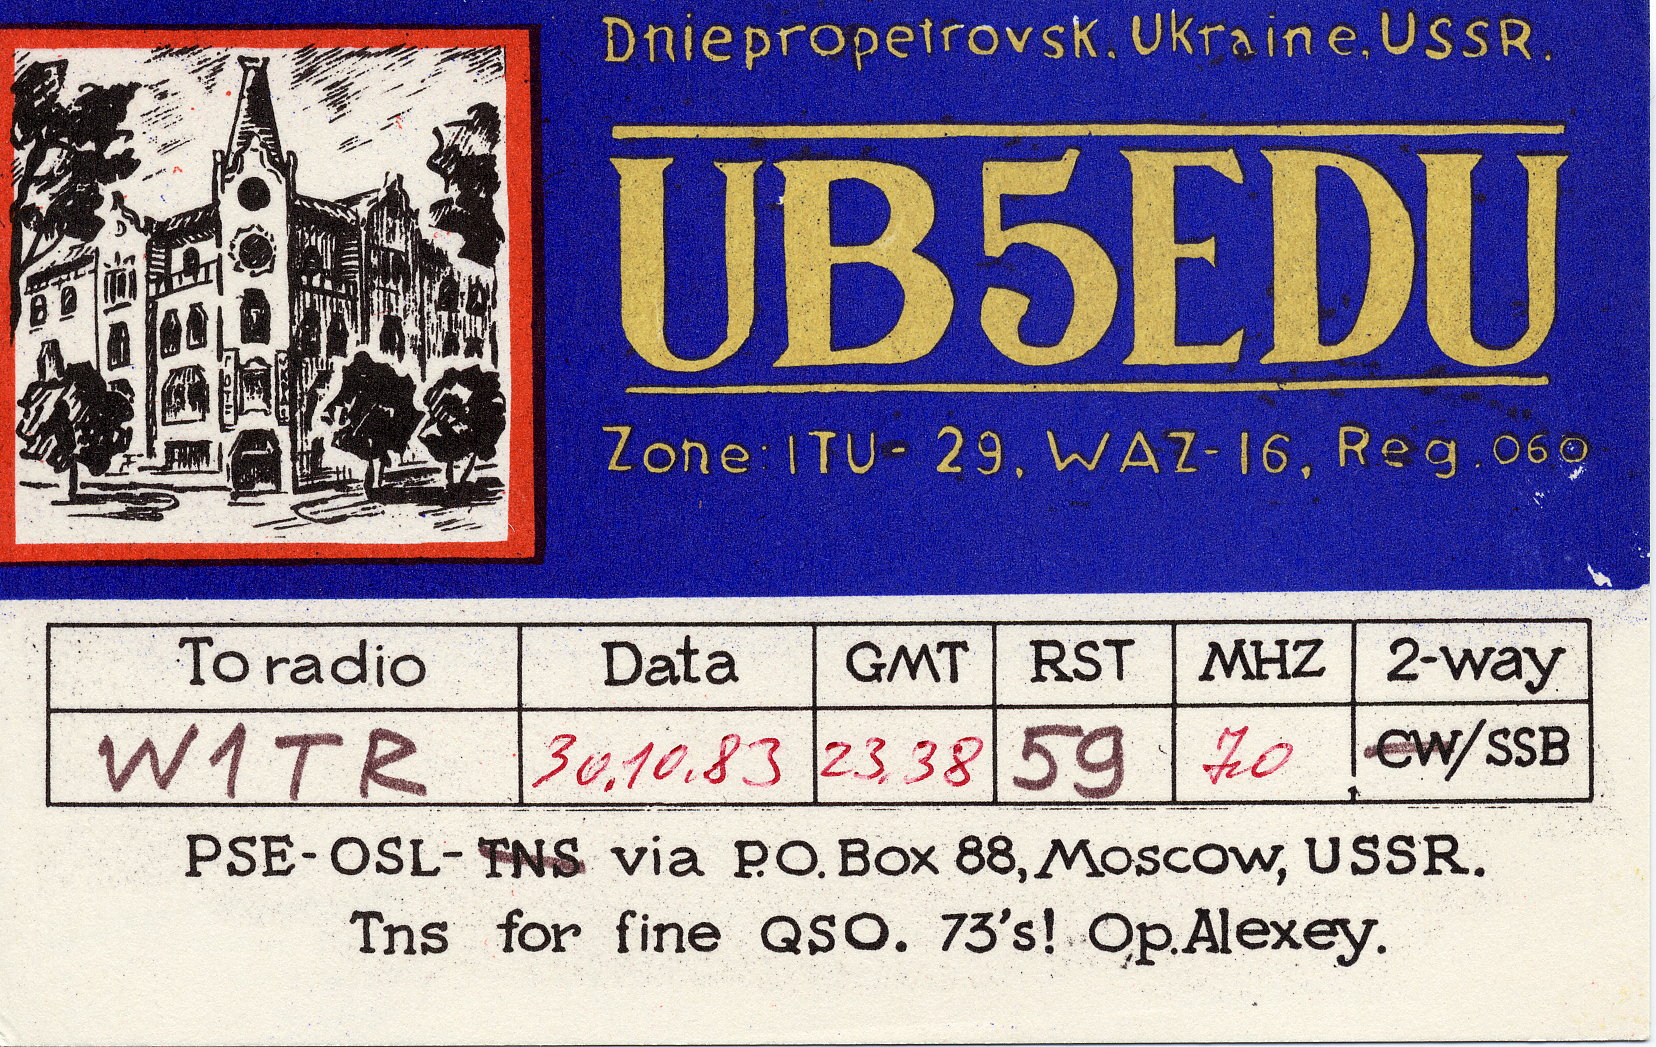 Dniepropetrovsk, Ukraine, USSR.
UB5EDU
Zone: ITU- 29, WAZ-16, Reg. 060
To radio Data GMT RST MHZ 2-way
W1TR 30.10.83 23.38 59 7.0 CW/SSB
PSE-OSL-TNS via P.O. Box 88, Moscow, USSR.
Tns for fine QSO. 73's! Op. Alexey.